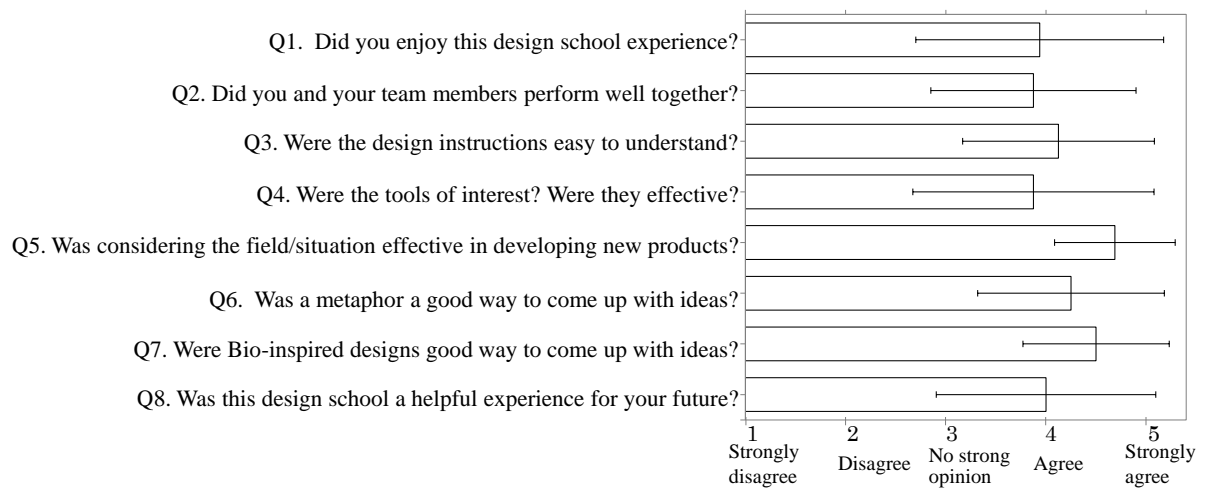 Q1. Did you enjoy this design school experience?
Q2. Did you and your team members perform well together?
Q3. Were the design instructions easy to understand?
Q4. Were the tools of interest? Were they effective?
Q5. Was considering the field/situation effective in developing new products?
Q6. Was a metaphor a good way to come up with ideas?
Q7. Were Bio-inspired designs good way to come up with ideas?
Q8. Was this design school a helpful experience for your future?
1 2 3 4 5
Strongly disagree
Disagree
No strong opinion
Agree
Strongly agree